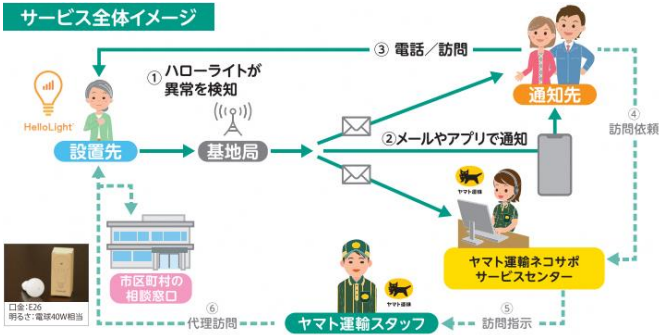 サービス全体イメージ
③ 電話／訪問
① ハローライトが
異常を検知
HelloLight
通知先
④
訪問依頼
設置先
基地局
②メールやアプリで通知
ヤマト運輸
市区町村の
相談窓口
ヤマト運輸ネコサポ
サービスセンター
口金:E26
明るさ:電球40W相当
ヤマト運輸
⑥
代理訪問
ヤマト運輸スタッフ
⑤
訪問指示